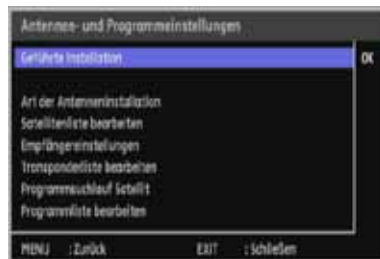 Antennen- und Programmeinstellungen
Geführte Installation
OK
Art der Antenneninstallation
Satellitenliste bearbeiten
Empfängereinstellungen
Transponderliste bearbeiten
Programmsuchlauf Satellit
Programmliste bearbeiten
MENU :Zurück EXIT :Schließen